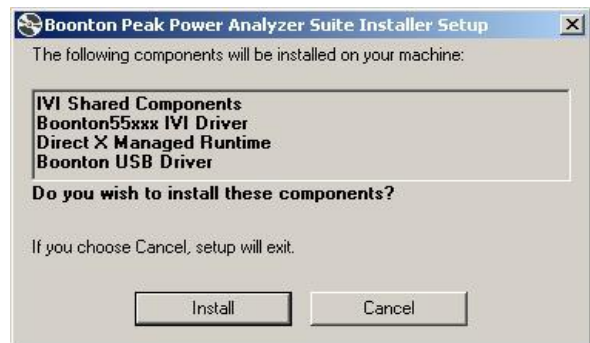 Boonton Peak Power Analyzer Suite Installer Setup
The following components will be installed on your machine:
IVI Shared Components
Boonton55xxx IVI Driver
Direct X Managed Runtime
Boonton USB Driver
Do you wish to install these components?
If you choose Cancel, setup will exit.
Install
Cancel